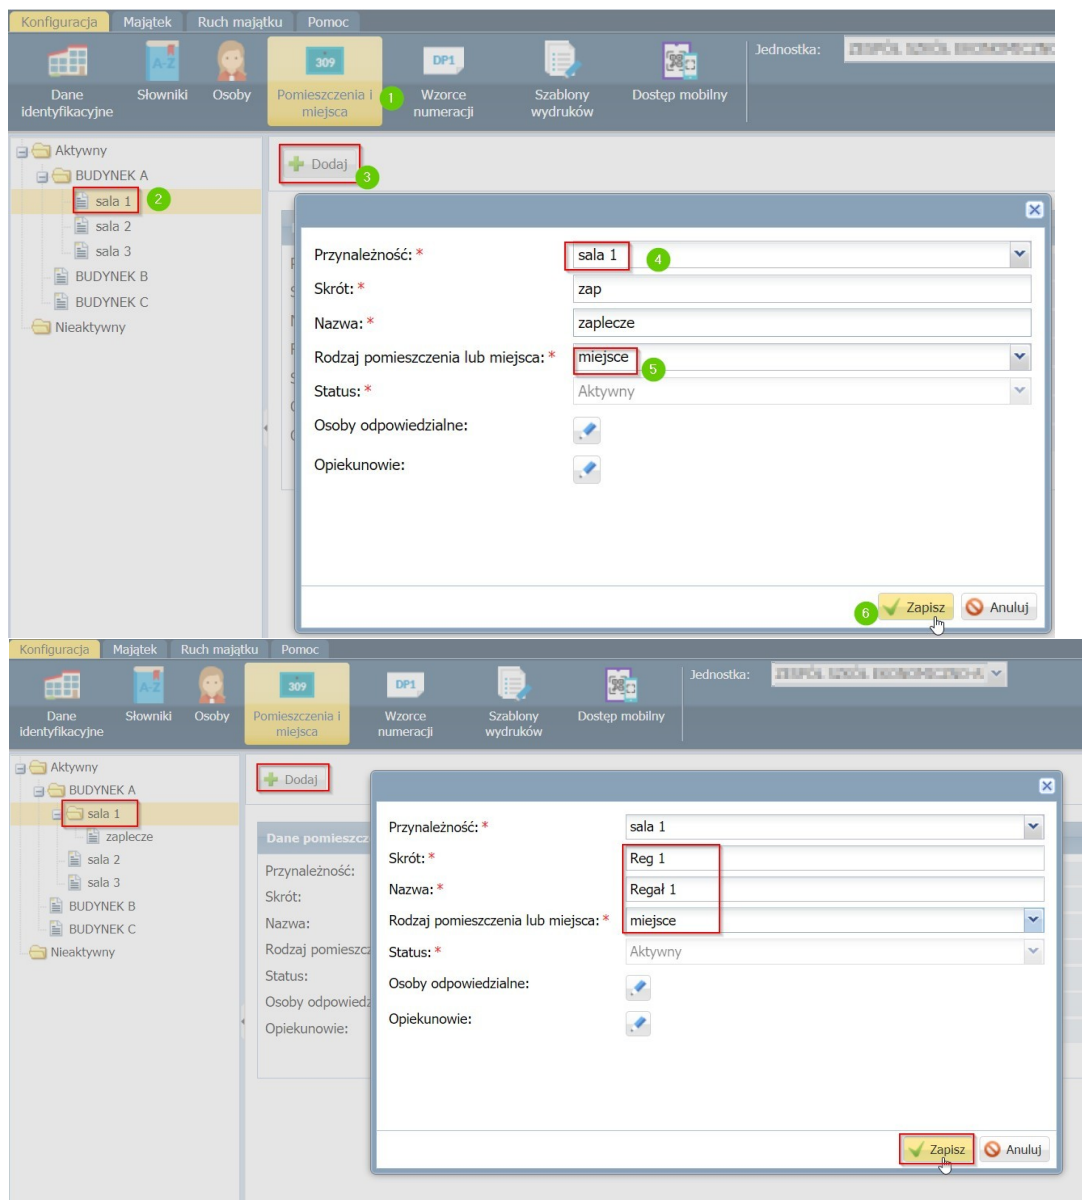 Konfiguracja Majątek Ruch majątku Pomoc
A-Z 309 DP1
Jednostka:
Dane identyfikacyjne Słowniki Osoby Pomieszczenia i miejsca 1 Wzorce numeracji Szablony wydruków Dostęp mobilny
Aktywny
BUDYNEK A
sala 1 2
sala 2
sala 3
BUDYNEK B
BUDYNEK C
Nieaktywny
Dodaj 3
Przynależność: * sala 1 4
Skrót: * zap
Nazwa: * zaplecze
Rodzaj pomieszczenia lub miejsca: * miejsce 5
Status: * Aktywny
Osoby odpowiedzialne:
Opiekunowie:
6 Zapisz Anuluj
Konfiguracja Majątek Ruch majątku Pomoc
A-Z 309 DP1
Jednostka:
Dane identyfikacyjne Słowniki Osoby Pomieszczenia i miejsca Wzorce numeracji Szablony wydruków Dostęp mobilny
Aktywny
BUDYNEK A
sala 1
zaplecze
sala 2
sala 3
BUDYNEK B
BUDYNEK C
Nieaktywny
Dodaj
Dane pomieszcz
Przynależność:
Skrót:
Nazwa:
Rodzaj pomieszcz
Status:
Osoby odpowiedz
Opiekunowie:
Przynależność: * sala 1
Skrót: * Reg 1
Nazwa: * Regał 1
Rodzaj pomieszczenia lub miejsca: * miejsce
Status: * Aktywny
Osoby odpowiedzialne:
Opiekunowie:
Zapisz Anuluj